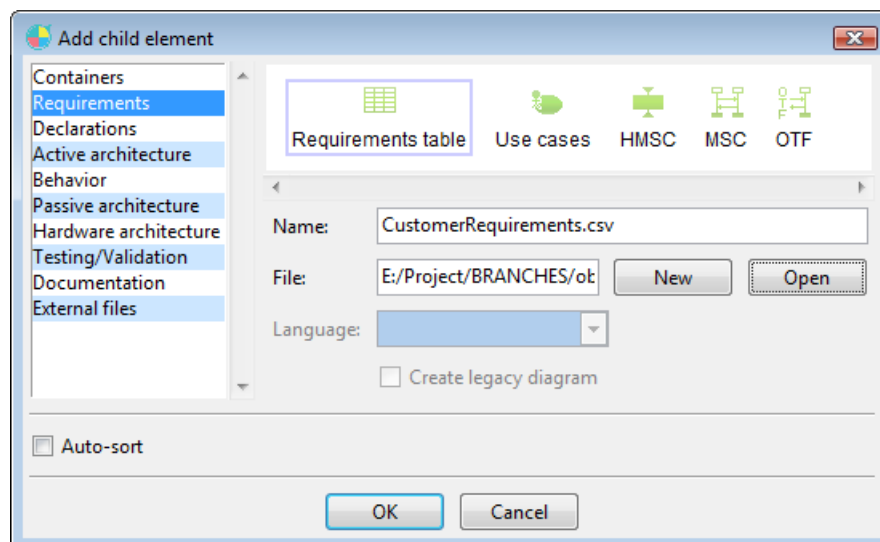 Add child element
Containers
Requirements
Declarations
Active architecture
Behavior
Passive architecture
Hardware architecture
Testing/Validation
Documentation
External files
Requirements table
Use cases
HMSC
MSC
OTF
Name:
CustomerRequirements.csv
File:
E:/Project/BRANCHES/ob
New
Open
Language:
Create legacy diagram
Auto-sort
OK
Cancel